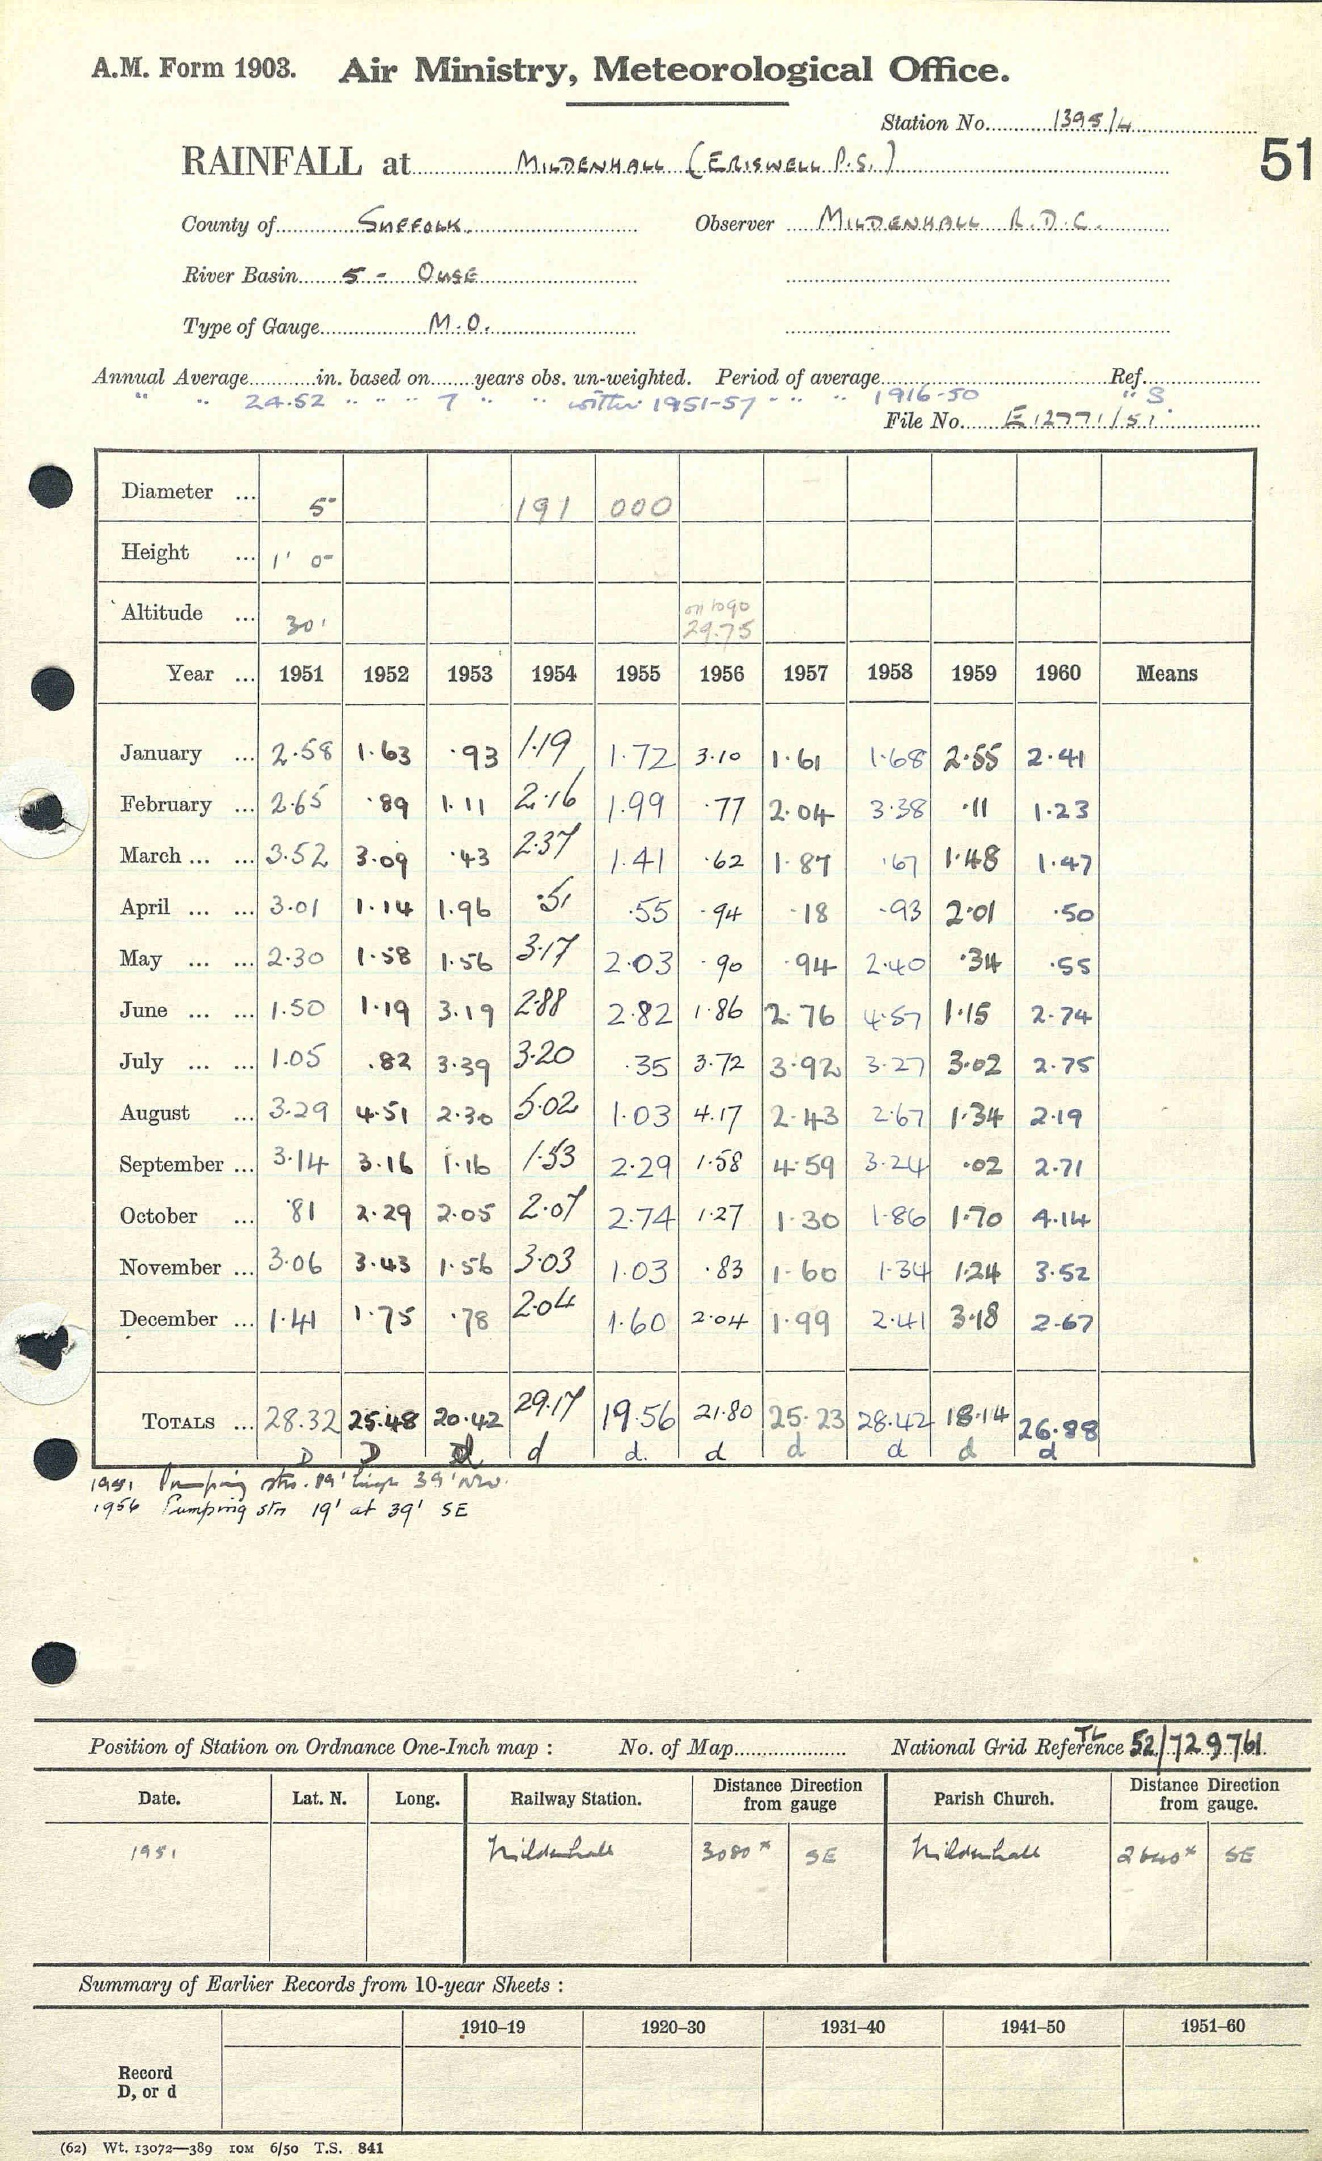 A.M. Form 1903. Air Ministry, Meteorological Office.
Station No. 1395/4
51
RAINFALL at MILDENHALL (ERISWELL P.S.)
County of SUFFOLK. Observer MILDENHALL R.D.C.
River Basin 5 - OUSE
Type of Gauge M.O.
Annual Average in. based on years obs. un-weighted. Period of average Ref.
" " 24.52 " " " 7 " " within 1951-57 " " " 1916-50 " S
File No. E12771/51
Diameter ... 5" 191 000
Height ... 1' 0"
Altitude ... 30' 29.75
Year ... 1951 1952 1953 1954 1955 1956 1957 1958 1959 1960 Means
January ... 2.58 1.63 .93 1.19 1.72 3.10 1.61 1.68 2.55 2.41
February ... 2.65 .89 1.11 2.16 1.99 .77 2.04 3.38 .11 1.23
March ... ... 3.52 3.09 .43 2.37 1.41 .62 1.87 .67 1.48 1.47
April ... ... 3.01 1.14 1.96 .51 .55 .94 .18 .93 2.01 .50
May ... ... 2.30 1.58 1.56 3.17 2.03 .90 .94 2.40 .34 .55
June ... ... 1.50 1.19 3.19 2.88 2.82 1.86 2.76 4.57 1.15 2.74
July ... ... 1.05 .82 3.39 3.20 .35 3.72 3.92 3.27 3.02 2.75
August ... 3.29 4.51 2.30 5.02 1.03 4.17 2.43 2.67 1.34 2.19
September ... 3.14 3.16 1.16 1.53 2.29 1.58 4.59 3.24 .02 2.71
October ... .81 2.29 2.05 2.07 2.74 1.27 1.30 1.86 1.70 4.14
November ... 3.06 3.43 1.56 3.03 1.03 .83 1.60 1.34 1.24 3.52
December ... 1.41 1.75 .78 2.04 1.60 2.04 1.99 2.41 3.18 2.67
TOTALS ... 28.32 25.48 20.42 29.17 19.56 21.80 25.23 28.42 18.14 26.88
D D d d d. d d d d d
1951 Pumping stn. 19' high 39' NW.
1956 Pumping stn 19' at 39' SE
Position of Station on Ordnance One-Inch map : No. of Map National Grid Reference TL 52/729761
Date. Lat. N. Long. Railway Station. Distance from gauge Direction Parish Church. Distance from gauge. Direction
1951 Mildenhall 3080x SE Mildenhall 2640x SE
Summary of Earlier Records from 10-year Sheets :
1910–19 1920–30 1931–40 1941–50 1951–60
Record
D, or d
(62) Wt. 13072—389 10M 6/50 T.S. 841